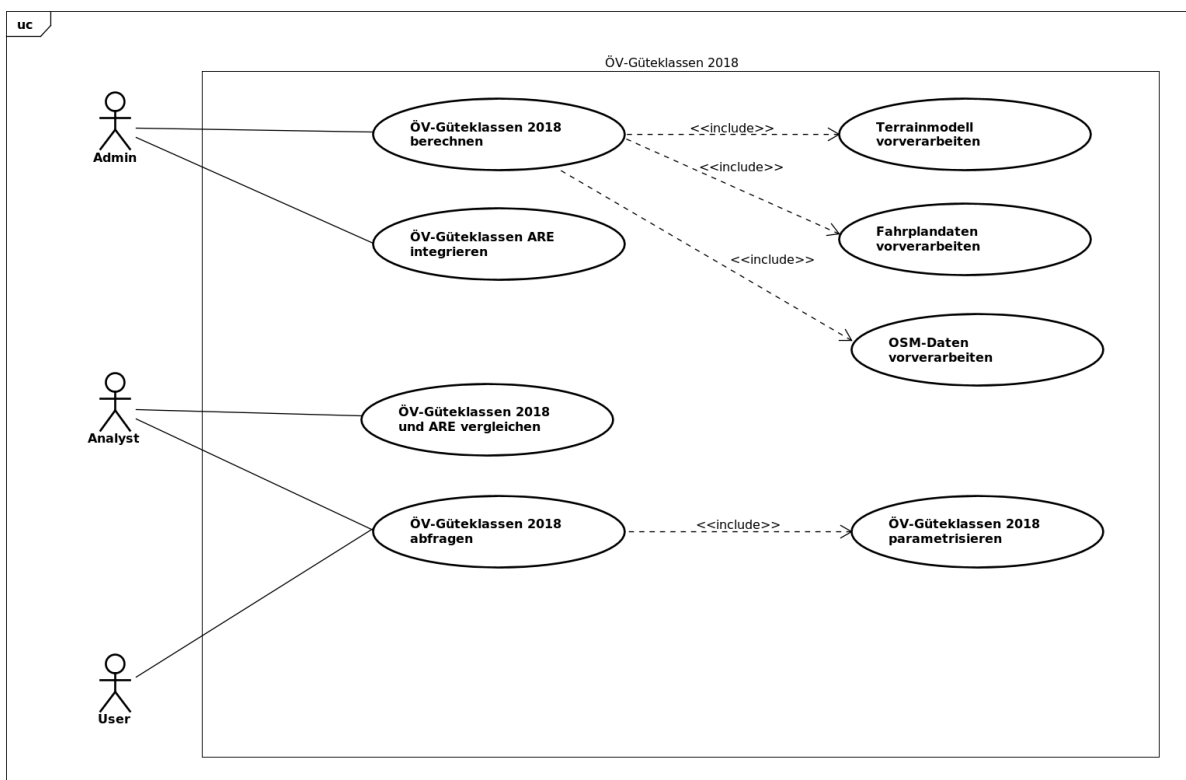 uc
ÖV-Güteklassen 2018
Admin
ÖV-Güteklassen 2018
berechnen
<<include>>
Terrainmodell
vorverarbeiten
<<include>>
ÖV-Güteklassen ARE
integrieren
Fahrplandaten
vorverarbeiten
<<include>>
OSM-Daten
vorverarbeiten
Analyst
ÖV-Güteklassen 2018
und ARE vergleichen
ÖV-Güteklassen 2018
abfragen
<<include>>
ÖV-Güteklassen 2018
parametrisieren
User